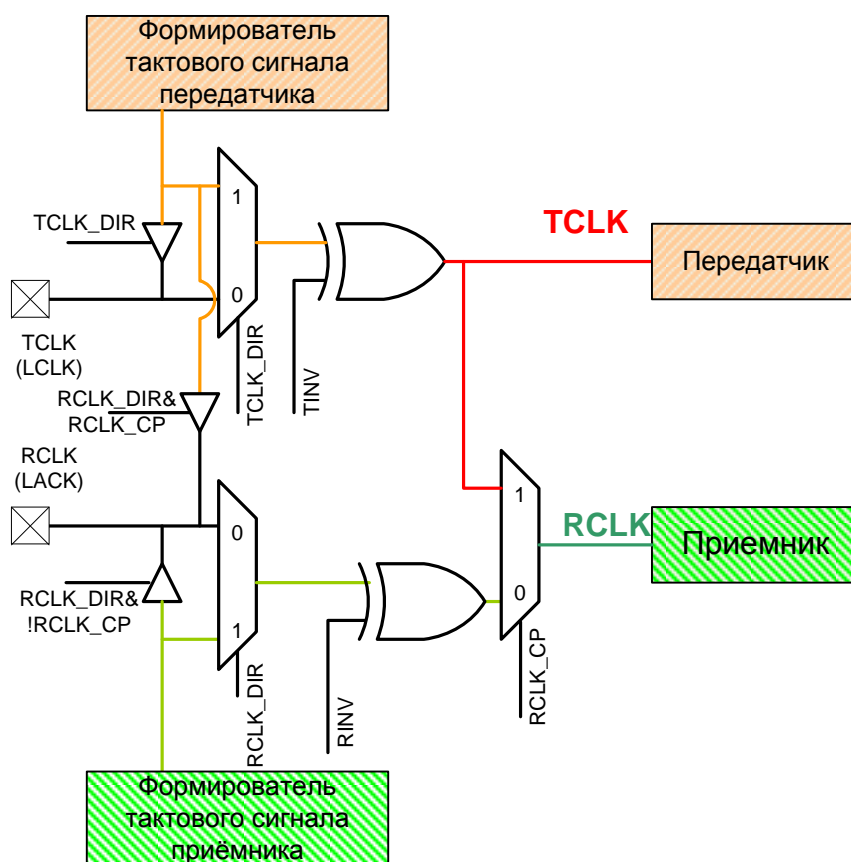 Формирователь
тактового сигнала
передатчика
1
TCLK_DIR
TCLK
Передатчик
0
TCLK
(LCLK)
TCLK_DIR
TINV
RCLK_DIR&
RCLK_CP
RCLK
(LACK)
1
0
RCLK
Приемник
RCLK_DIR&
!RCLK_CP
1
0
RCLK_DIR
RINV
RCLK_CP
Формирователь
тактового сигнала
приёмника